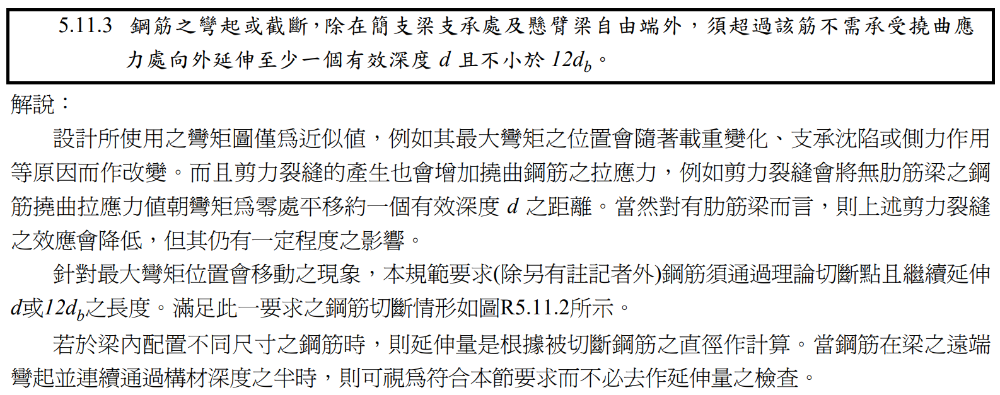 5.11.3 鋼筋之彎起或截斷，除在簡支梁支承處及懸臂梁自由端外，須超過該筋不需承受撓曲應
力處向外延伸至少一個有效深度 d 且不小於 12db。
解說：
設計所使用之彎矩圖僅為近似值，例如其最大彎矩之位置會隨著載重變化、支承沈陷或側力作用
等原因而作改變。而且剪力裂縫的產生也會增加撓曲鋼筋之拉應力，例如剪力裂縫會將無肋筋梁之鋼
筋撓曲拉應力值朝彎矩為零處平移約一個有效深度 d 之距離。當然對有肋筋梁而言，則上述剪力裂縫
之效應會降低，但其仍有一定程度之影響。
針對最大彎矩位置會移動之現象，本規範要求(除另有註記者外)鋼筋須通過理論切斷點且繼續延伸
d或12db之長度。滿足此一要求之鋼筋切斷情形如圖R5.11.2所示。
若於梁內配置不同尺寸之鋼筋時，則延伸量是根據被切斷鋼筋之直徑作計算。當鋼筋在梁之遠端
彎起並連續通過構材深度之半時，則可視為符合本節要求而不必去作延伸量之檢查。